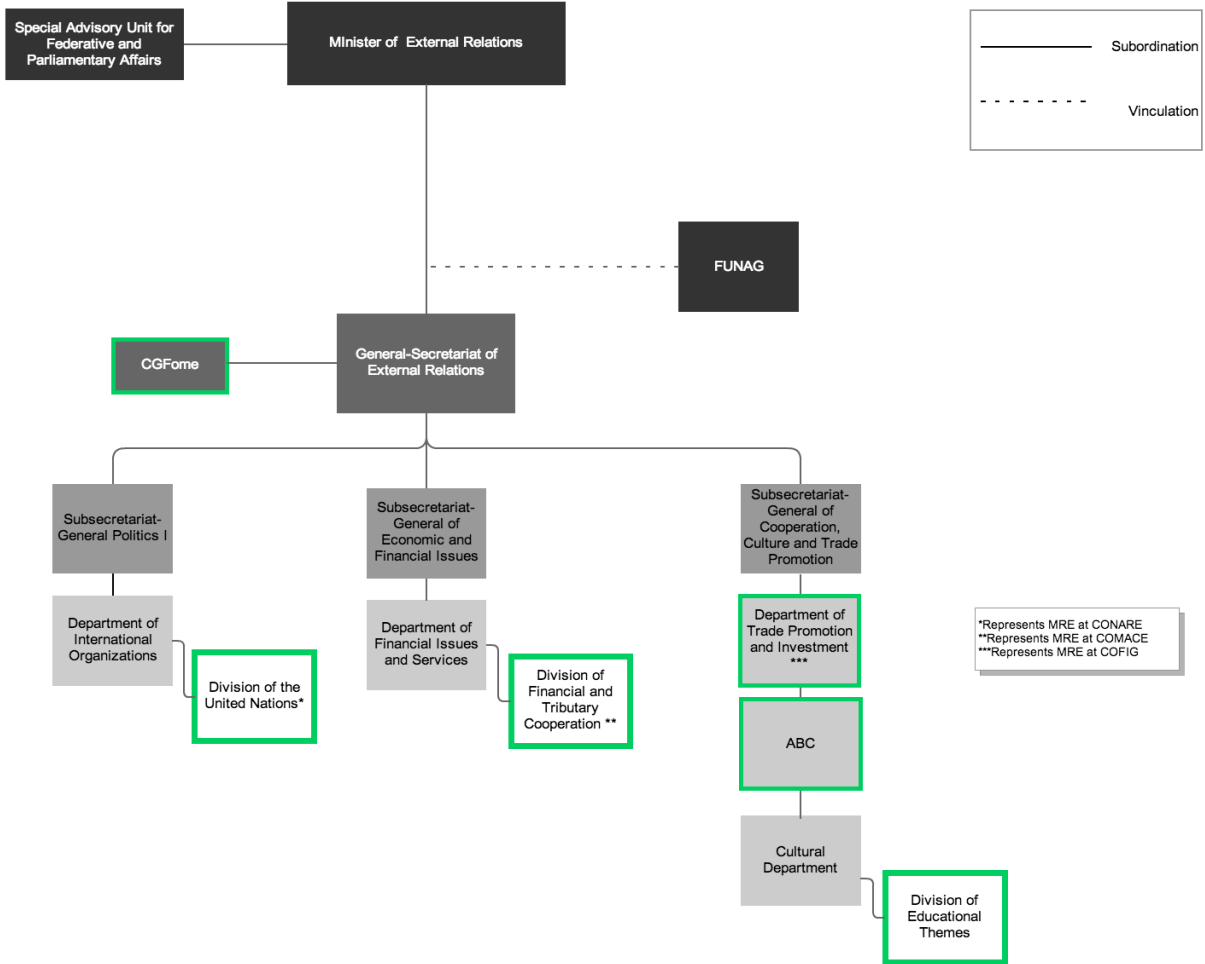 Special Advisory Unit for
Federative and
Parliamentary Affairs
MInister of  External Relations
Subordination
Vinculation
FUNAG
CGFome
General-Secretariat of
External Relations
Subsecretariat-
General Politics I
Subsecretariat-
General of
Economic and
Financial Issues
Subsecretariat-
General of
Cooperation,
Culture and Trade
Promotion
Department of
International
Organizations
Department of
Financial Issues
and Services
Department of
Trade Promotion
and Investment
***
*Represents MRE at CONARE
**Represents MRE at COMACE
***Represents MRE at COFIG
Division of the
United Nations*
Division of
Financial and
Tributary
Cooperation **
ABC
Cultural
Department
Division of
Educational
Themes